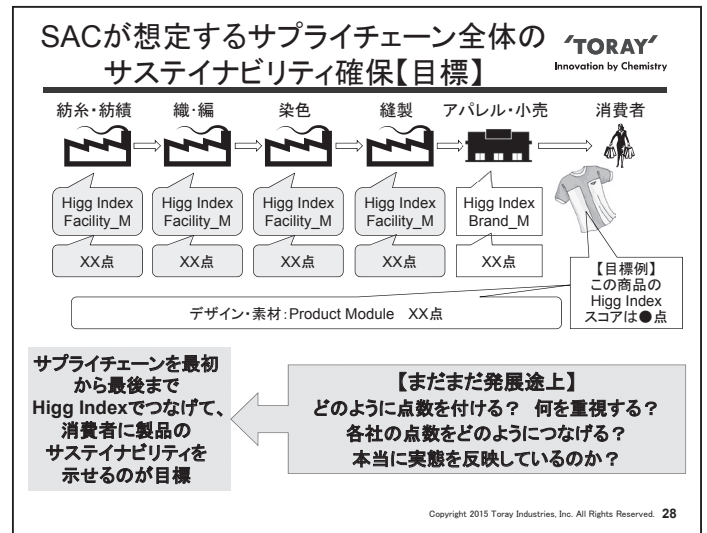 SACが想定するサプライチェーン全体の
サステイナビリティ確保【目標】
'TORAY'
Innovation by Chemistry
紡糸・紡績
織・編
染色
縫製
アパレル・小売
消費者
Higg Index
Facility_M
Higg Index
Facility_M
Higg Index
Facility_M
Higg Index
Facility_M
Higg Index
Brand_M
XX点
XX点
XX点
XX点
XX点
【目標例】
この商品の
Higg Index
スコアは●点
デザイン・素材:Product Module XX点
サプライチェーンを最初
から最後まで
Higg Indexでつなげて、
消費者に製品の
サステイナビリティを
示せるのが目標
【まだまだ発展途上】
どのように点数を付ける? 何を重視する?
各社の点数をどのようにつなげる?
本当に実態を反映しているのか?
Copyright 2015 Toray Industries, Inc. All Rights Reserved. 28